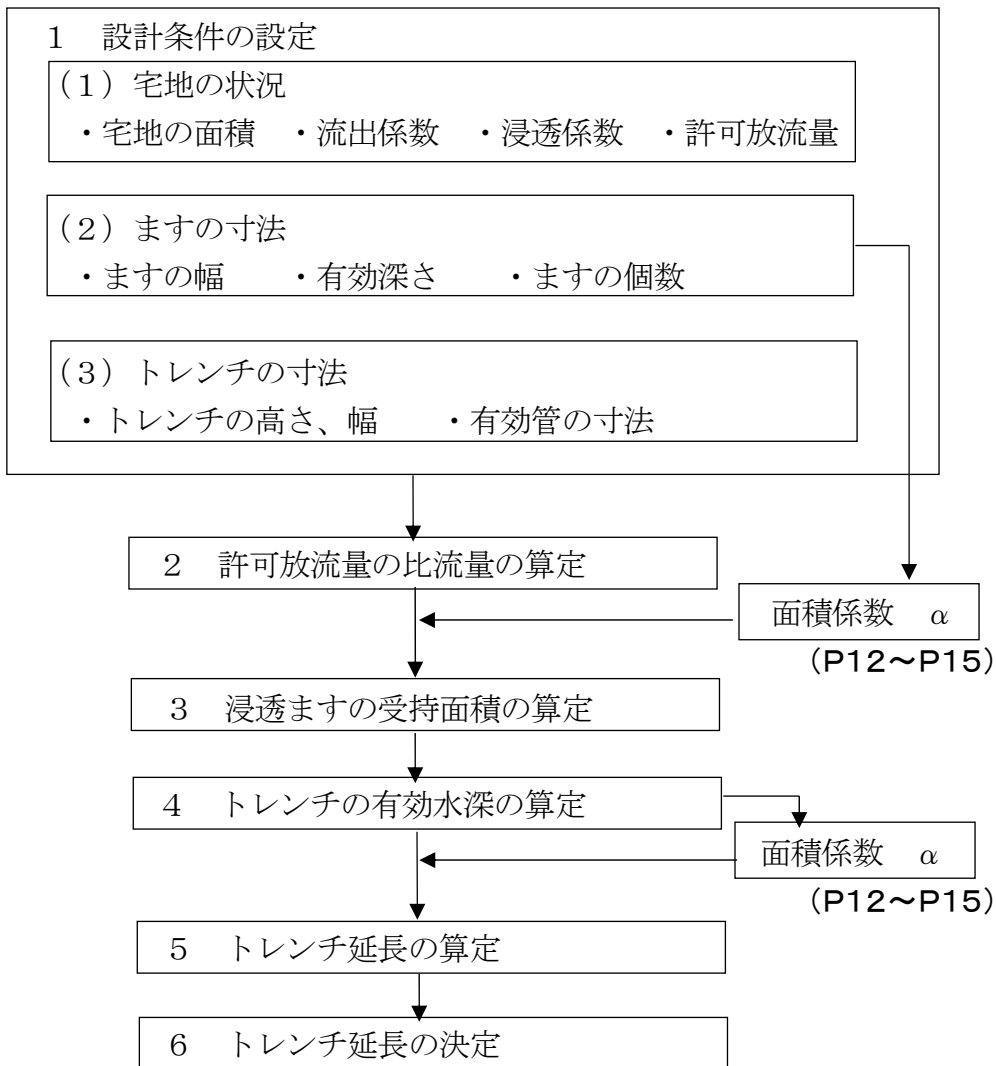 １　設計条件の設定
（１）宅地の状況
・宅地の面積　・流出係数　・浸透係数　・許可放流量
（２）ますの寸法
・ますの幅　　・有効深さ　　・ますの個数
（３）トレンチの寸法
・トレンチの高さ、幅　　・有効管の寸法
２　許可放流量の比流量の算定
面積係数　α
（P12～P15）
３　浸透ますの受持面積の算定
４　トレンチの有効水深の算定
面積係数　α
（P12～P15）
５　トレンチ延長の算定
６　トレンチ延長の決定